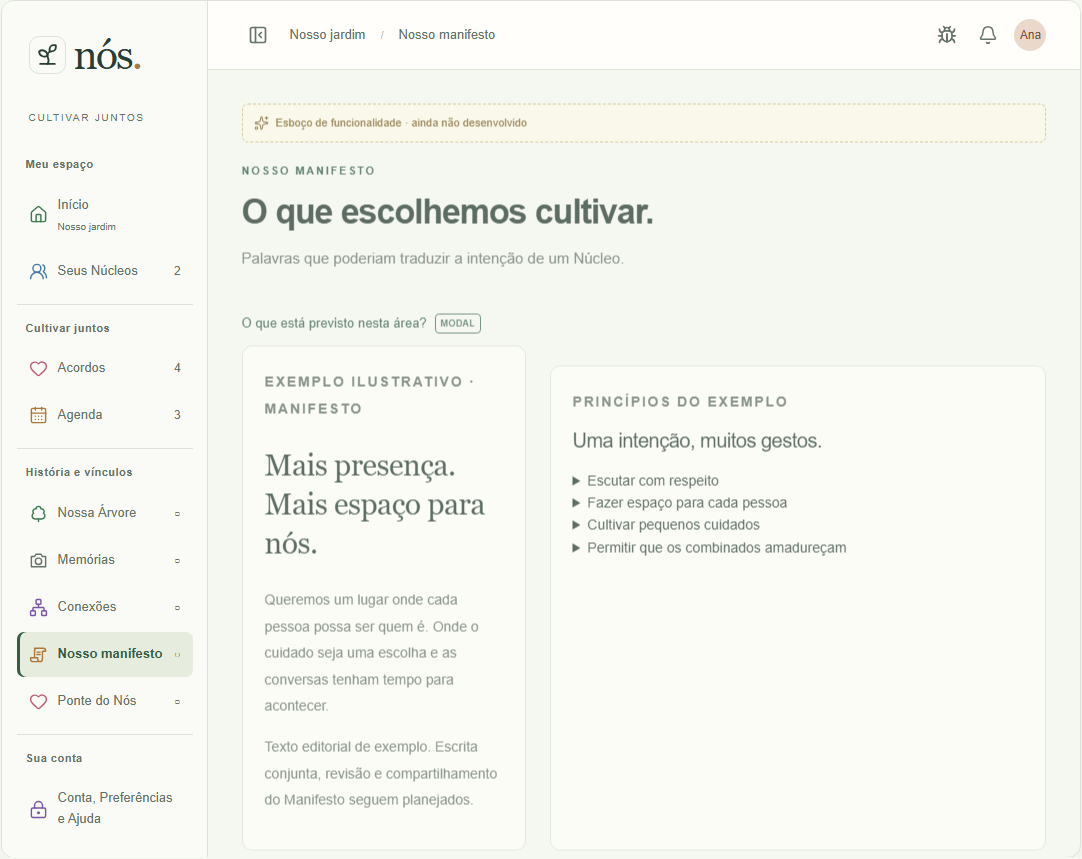 nós.
CULTIVAR JUNTOS
Meu espaço
Início
Nosso jardim
Seus Núcleos 2
Cultivar juntos
Acordos 4
Agenda 3
História e vínculos
Nossa Árvore
Memórias
Conexões
Nosso manifesto
Ponte do Nós
Sua conta
Conta, Preferências
e Ajuda
Nosso jardim / Nosso manifesto
Ana
Esboço de funcionalidade · ainda não desenvolvido
NOSSO MANIFESTO
O que escolhemos cultivar.
Palavras que poderiam traduzir a intenção de um Núcleo.
O que está previsto nesta área? MODAL
EXEMPLO ILUSTRATIVO ·
MANIFESTO
Mais presença.
Mais espaço para
nós.
Queremos um lugar onde cada
pessoa possa ser quem é. Onde o
cuidado seja uma escolha e as
conversas tenham tempo para
acontecer.
Texto editorial de exemplo. Escrita
conjunta, revisão e compartilhamento
do Manifesto seguem planejados.
PRINCÍPIOS DO EXEMPLO
Uma intenção, muitos gestos.
Escutar com respeito
Fazer espaço para cada pessoa
Cultivar pequenos cuidados
Permitir que os combinados amadureçam